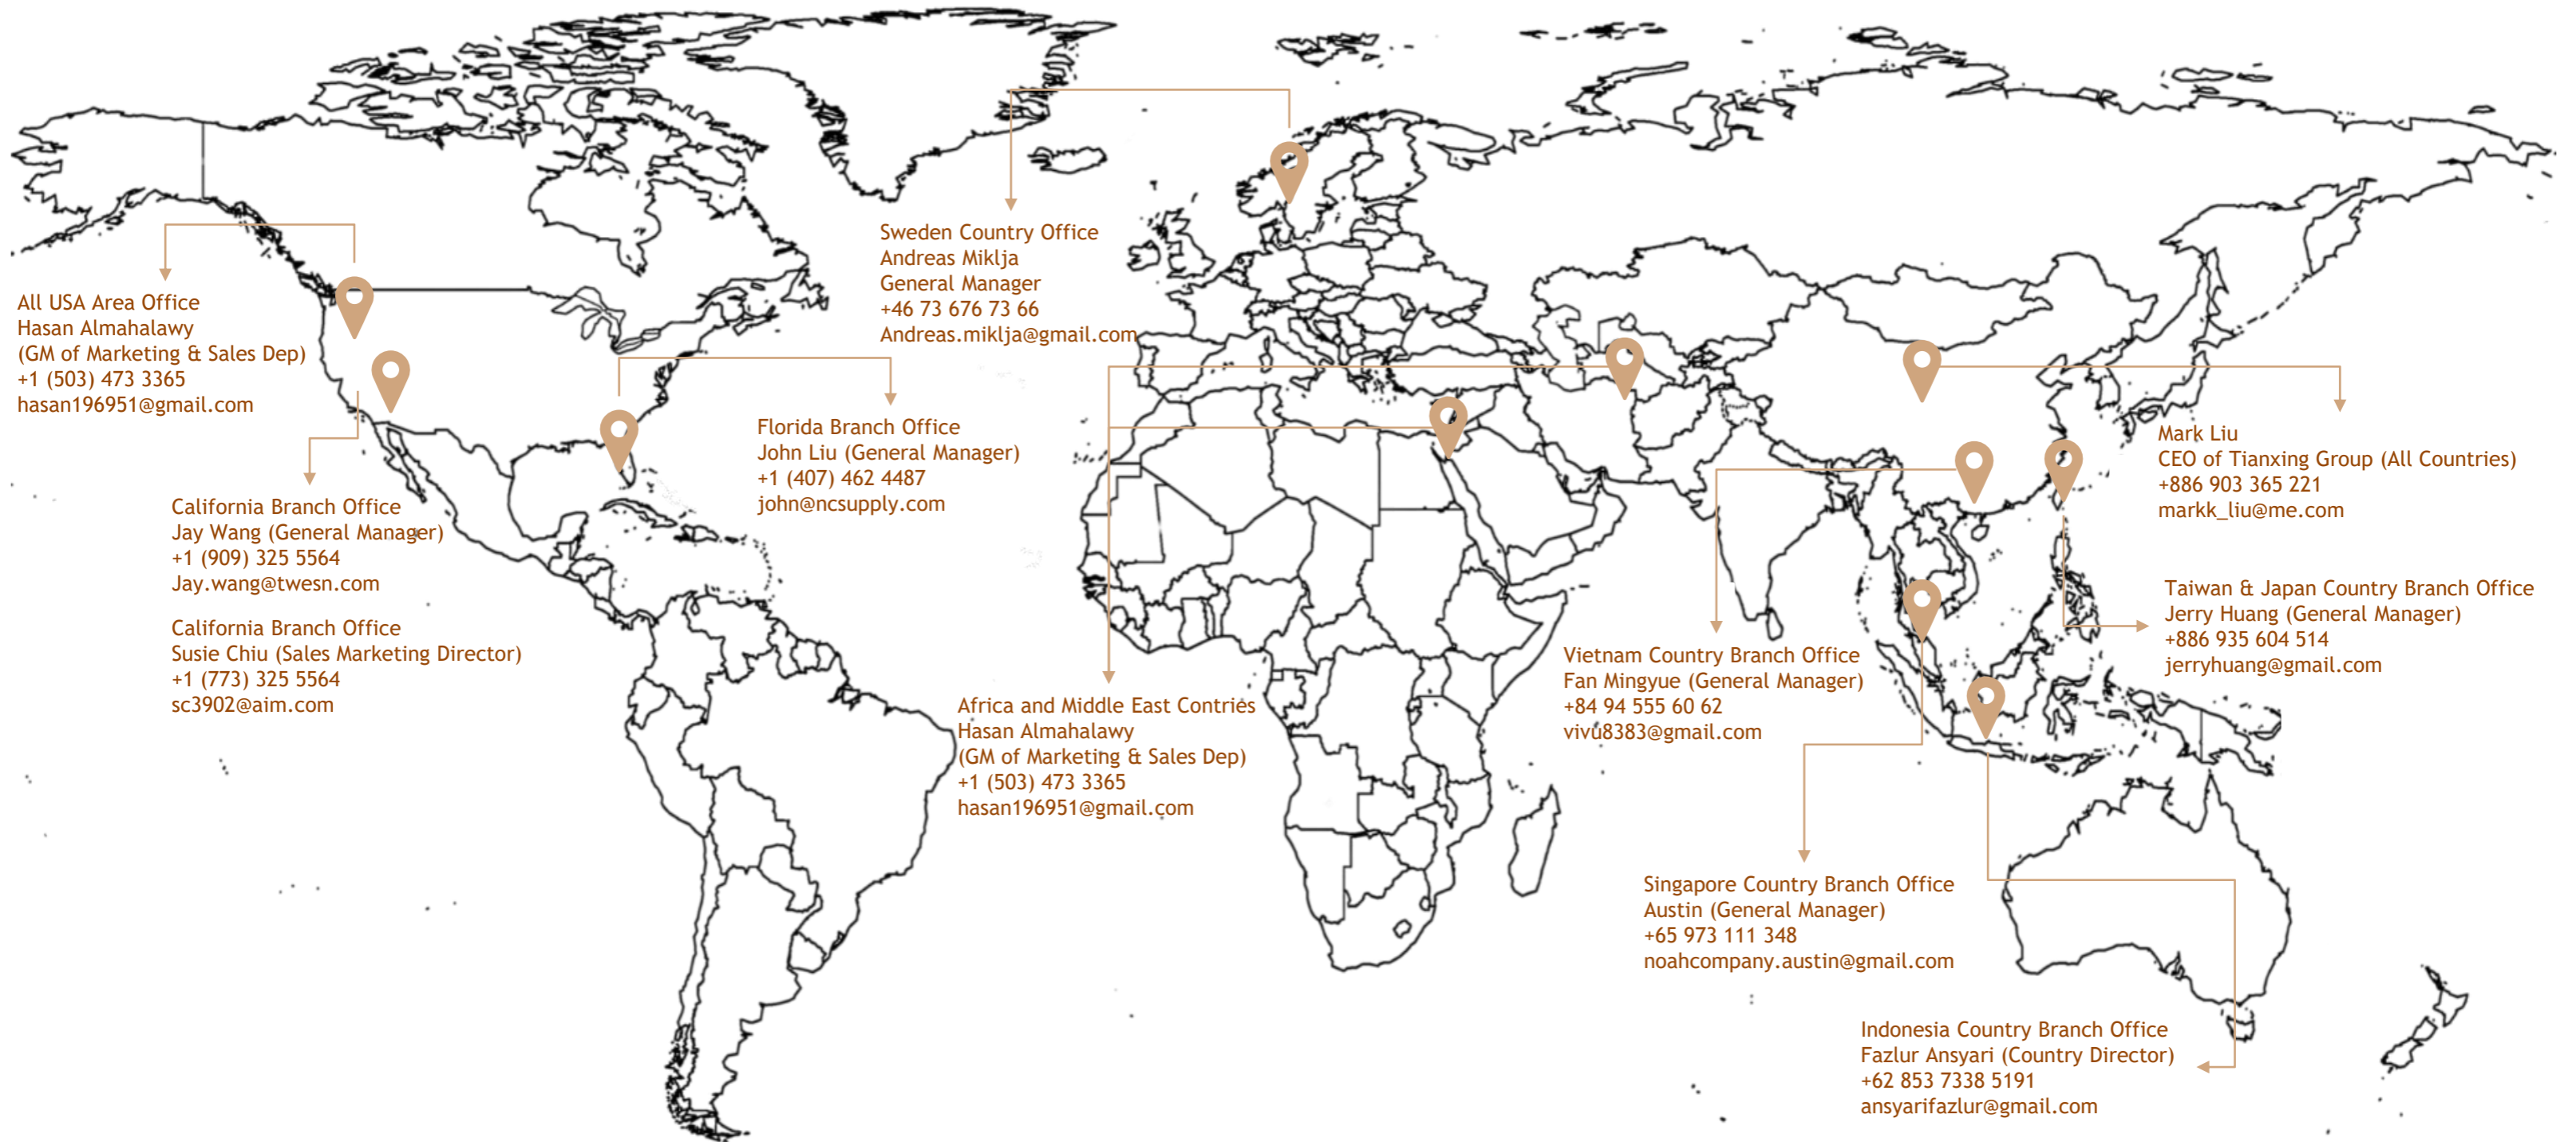 All USA Area Office
Hasan Almahalawy
(GM of Marketing & Sales Dep)
+1 (503) 473 3365
hasan196951@gmail.com
California Branch Office
Jay Wang (General Manager)
+1 (909) 325 5564
Jay.wang@twesn.com
California Branch Office
Susie Chiu (Sales Marketing Director)
+1 (773) 325 5564
sc3902@aim.com
Florida Branch Office
John Liu (General Manager)
+1 (407) 462 4487
john@ncsupply.com
Sweden Country Office
Andreas Miklja
General Manager
+46 73 676 73 66
Andreas.miklja@gmail.com
Africa and Middle East Contries
Hasan Almahalawy
(GM of Marketing & Sales Dep)
+1 (503) 473 3365
hasan196951@gmail.com
Mark Liu
CEO of Tianxing Group (All Countries)
+886 903 365 221
markk_liu@me.com
Taiwan & Japan Country Branch Office
Jerry Huang (General Manager)
+886 935 604 514
jerryhuang@gmail.com
Vietnam Country Branch Office
Fan Mingyue (General Manager)
+84 94 555 60 62
vivu8383@gmail.com
Singapore Country Branch Office
Austin (General Manager)
+65 973 111 348
noahcompany.austin@gmail.com
Indonesia Country Branch Office
Fazlur Ansyari (Country Director)
+62 853 7338 5191
ansyarifazlur@gmail.com